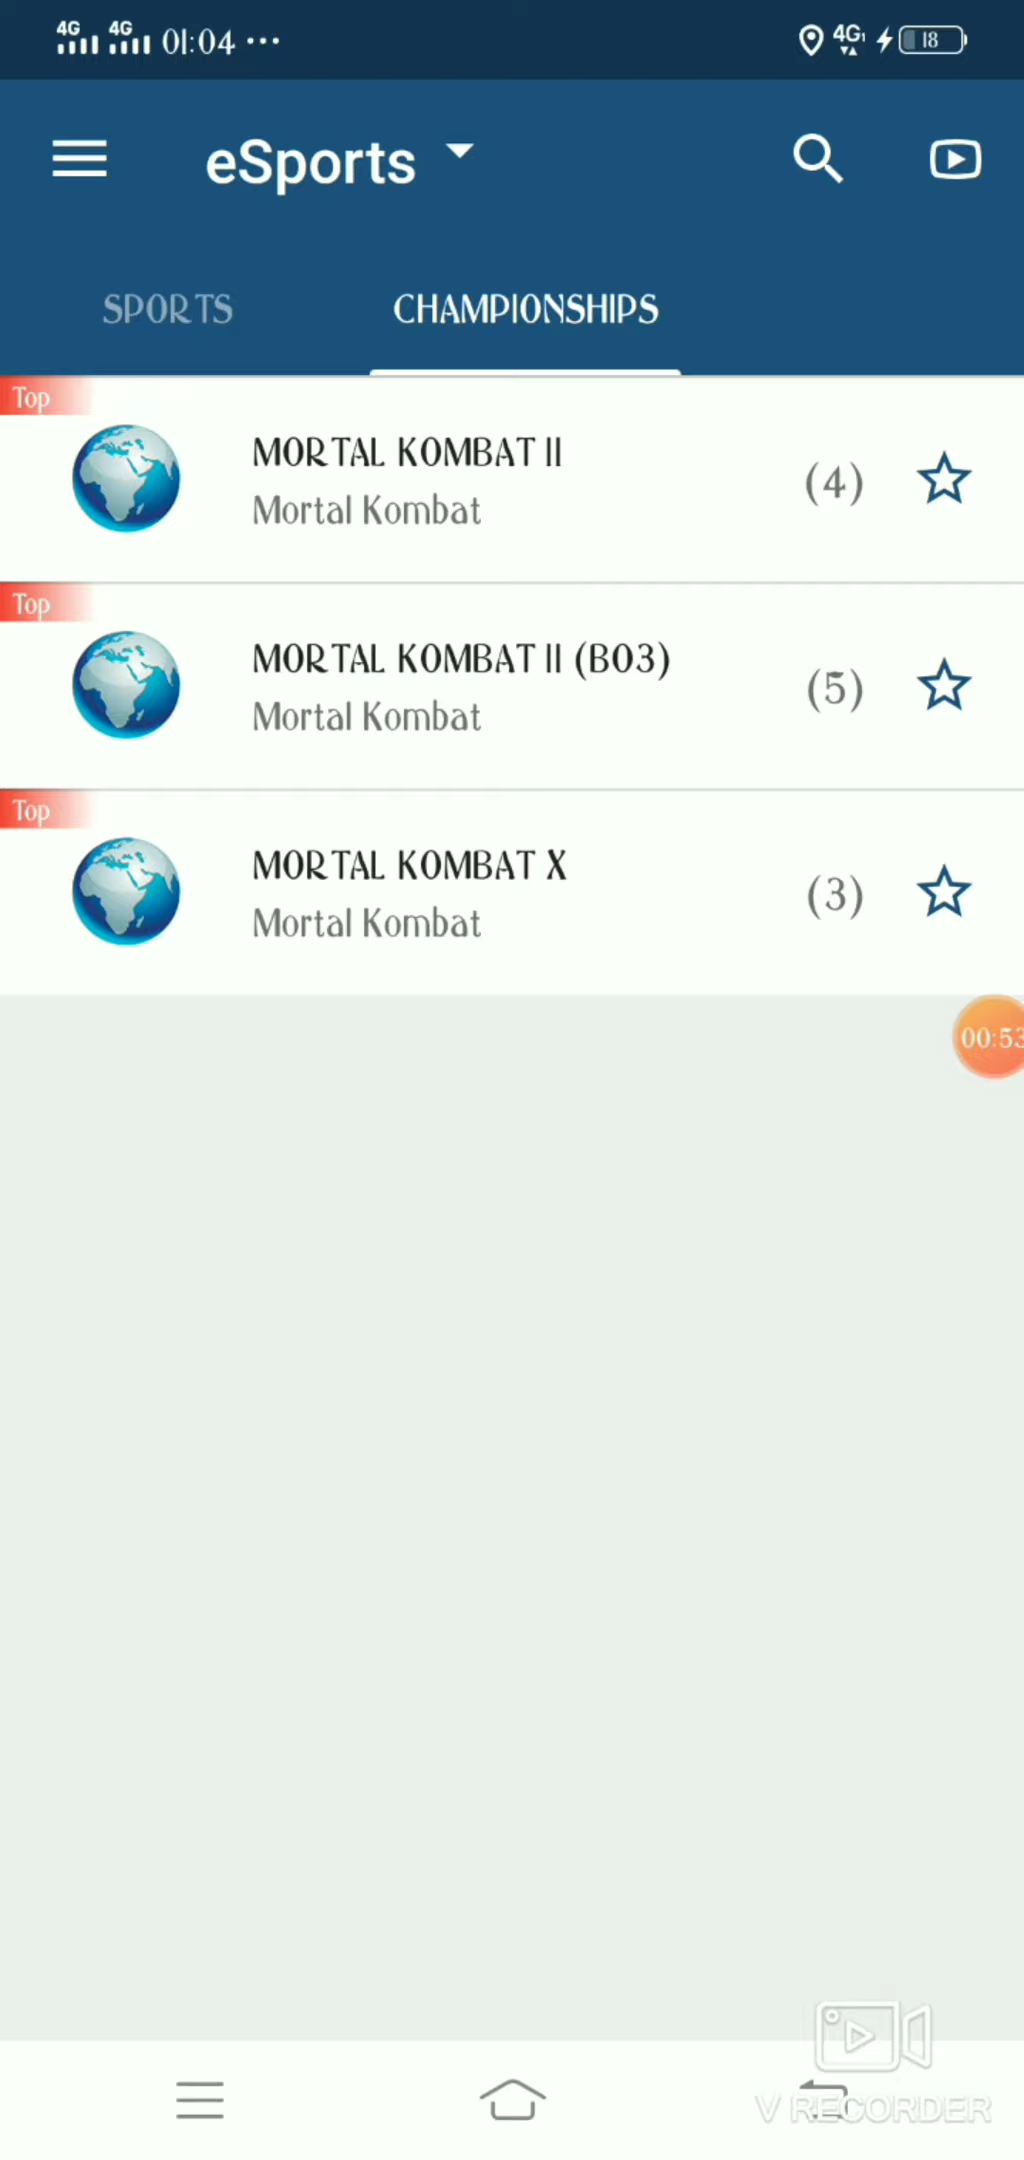 4G 4G 01:04 ... 4G 18
eSports
SPORTS CHAMPIONSHIPS
Top
MORTAL KOMBAT II
Mortal Kombat
(4)
Top
MORTAL KOMBAT II (BO3)
Mortal Kombat
(5)
Top
MORTAL KOMBAT X
Mortal Kombat
(3)
00:53
V RECORDER